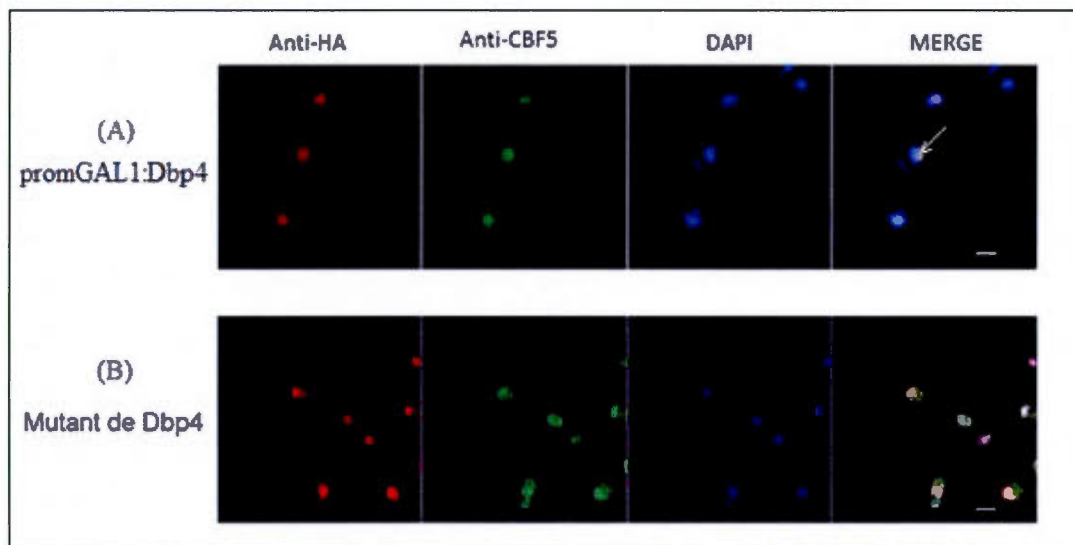 Anti-HA Anti-CBF5 DAPI MERGE
(A)
promGAL1:Dbp4
(B)
Mutant de Dbp4